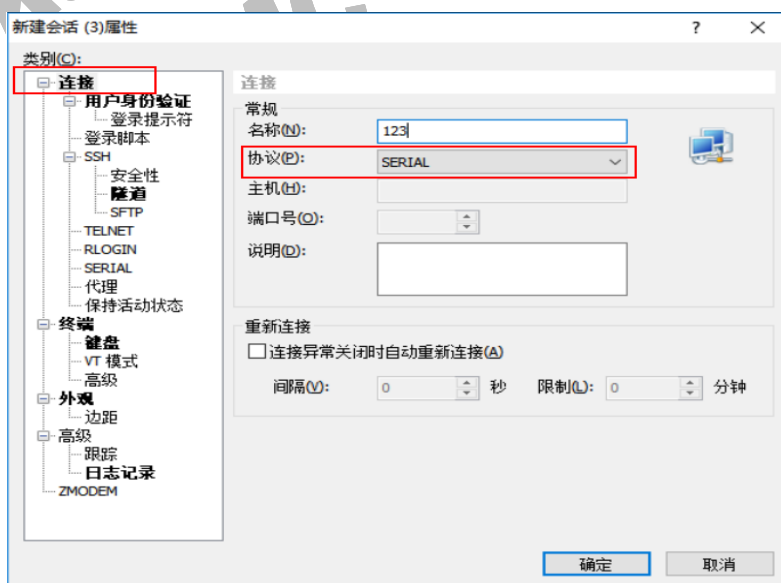 新建会话 (3)属性
?
类别(C):
连接
用户身份验证
登录提示符
登录脚本
SSH
安全性
隧道
SFTP
TELNET
RLOGIN
SERIAL
代理
保持活动状态
终端
键盘
VT 模式
高级
外观
边距
高级
跟踪
日志记录
ZMODEM
连接
常规
名称(N): 123
协议(P): SERIAL
主机(H):
端口号(O):
说明(D):
重新连接
连接异常关闭时自动重新连接(A)
间隔(V): 0 秒 限制(L): 0 分钟
确定 取消